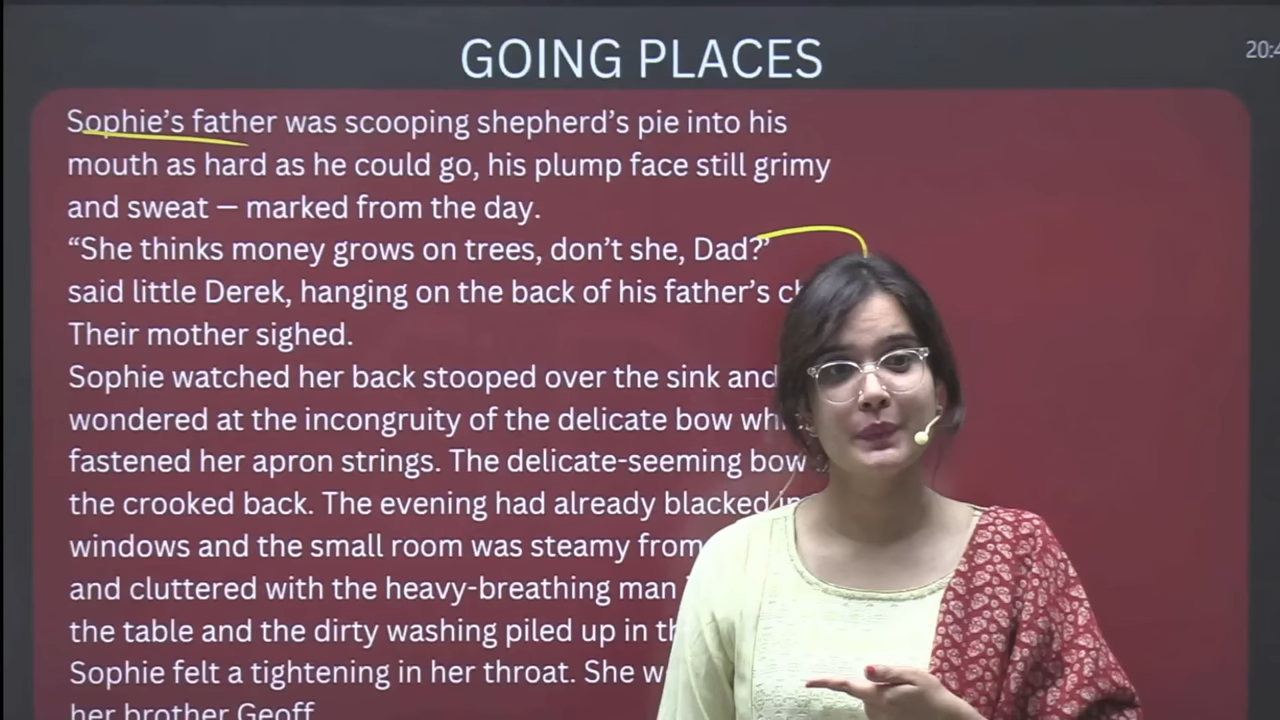 GOING PLACES
20:4
Sophie’s father was scooping shepherd’s pie into his
mouth as hard as he could go, his plump face still grimy
and sweat — marked from the day.
“She thinks money grows on trees, don’t she, Dad?’
said little Derek, hanging on the back of his father’s
Their mother sighed.
Sophie watched her back stooped over the sink and
wondered at the incongruity of the delicate bow
fastened her apron strings. The delicate-seeming bow
the crooked back. The evening had already blacked
windows and the small room was steamy from
and cluttered with the heavy-breathing man
the table and the dirty washing piled up in
Sophie felt a tightening in her throat. She
her brother Geoff